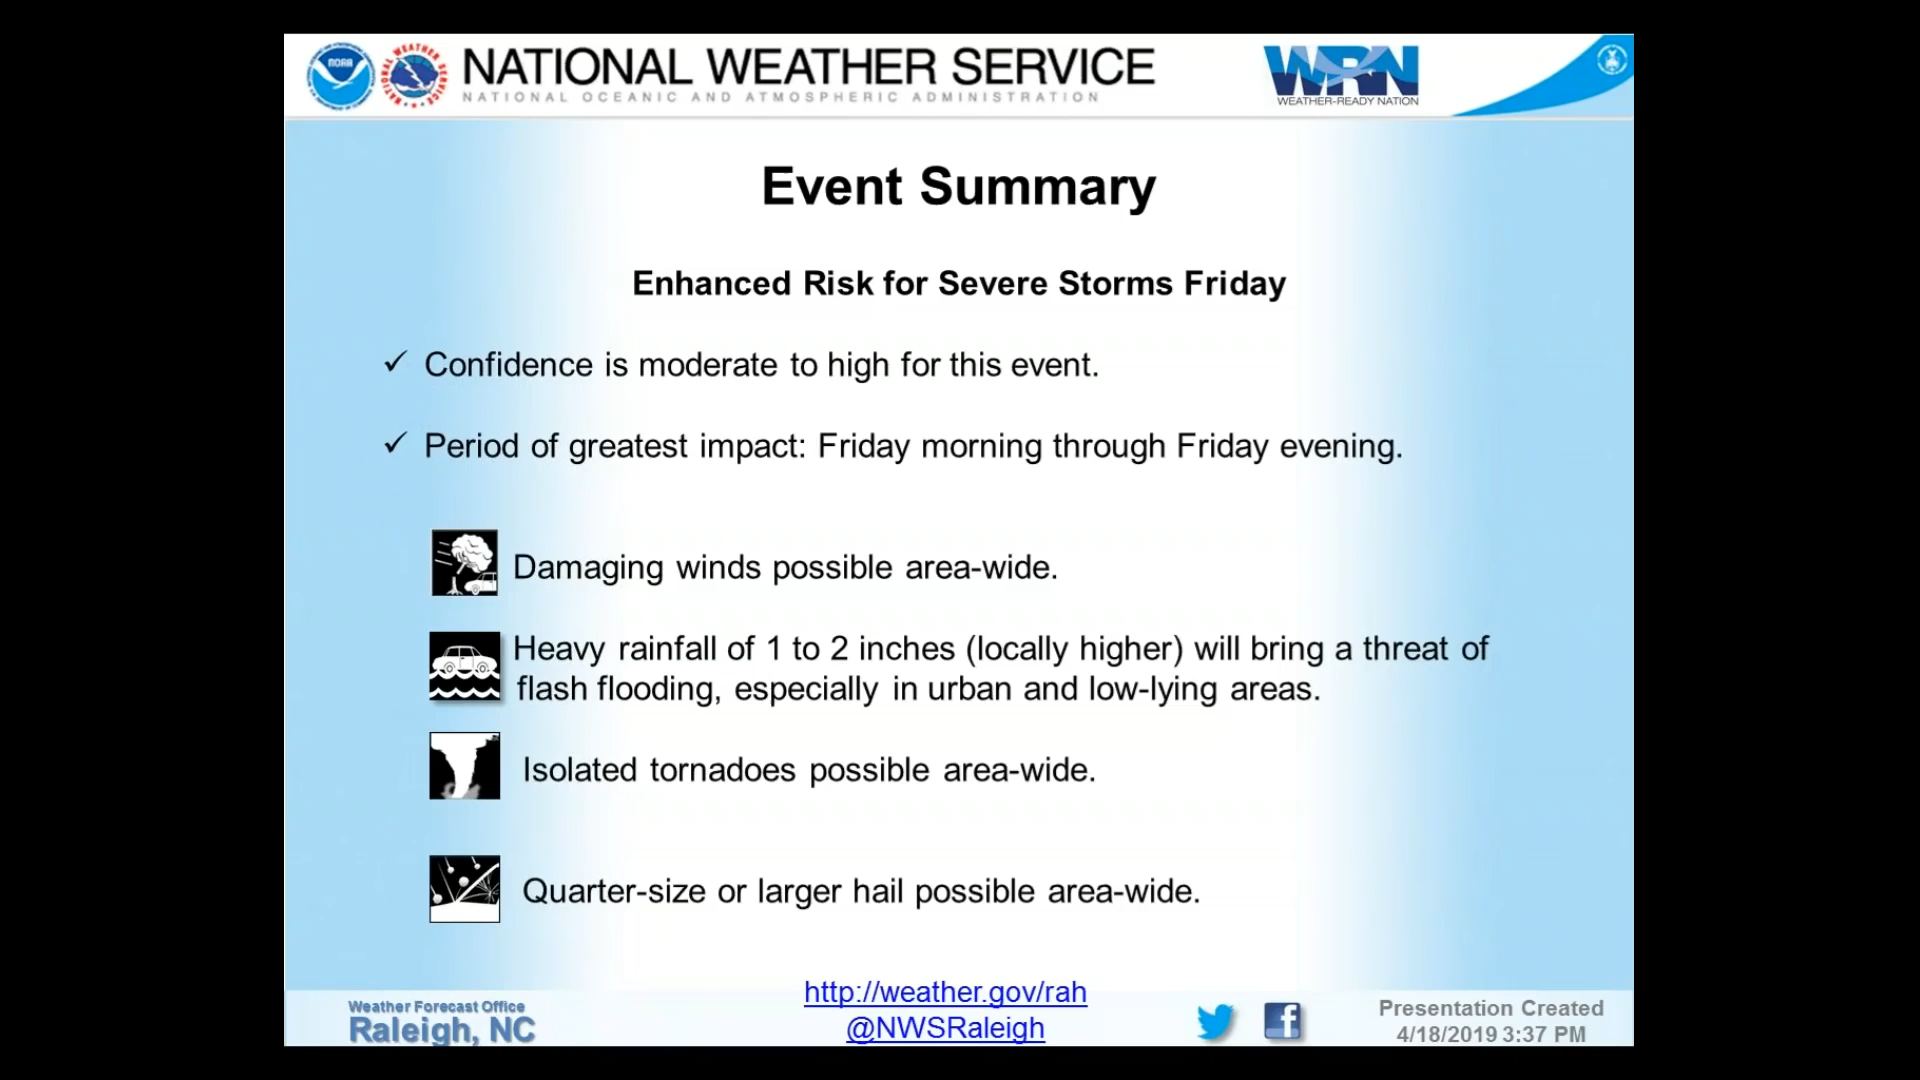 NOAA
NATIONAL WEATHER SERVICE
NATIONAL OCEANIC AND ATMOSPHERIC ADMINISTRATION
WRN
WEATHER-READY NATION
Event Summary
Enhanced Risk for Severe Storms Friday
✓ Confidence is moderate to high for this event.
✓ Period of greatest impact: Friday morning through Friday evening.
Damaging winds possible area-wide.
Heavy rainfall of 1 to 2 inches (locally higher) will bring a threat of
flash flooding, especially in urban and low-lying areas.
Isolated tornadoes possible area-wide.
Quarter-size or larger hail possible area-wide.
Weather Forecast Office
Raleigh, NC
http://weather.gov/rah
@NWSRaleigh
Presentation Created
4/18/2019 3:37 PM